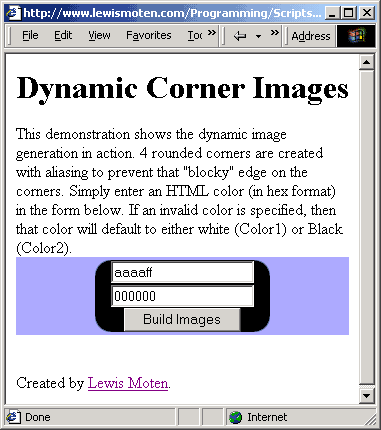 http://www.lewismoten.com/Programming/Scripts...
File Edit View Favorites Toc » » Address
Dynamic Corner Images
This demonstration shows the dynamic image
generation in action. 4 rounded corners are created
with aliasing to prevent that "blocky" edge on the
corners. Simply enter an HTML color (in hex format)
in the form below. If an invalid color is specified, then
that color will default to either white (Color1) or Black
(Color2).
aaaaff
000000
Build Images
Created by Lewis Moten.
Done Internet